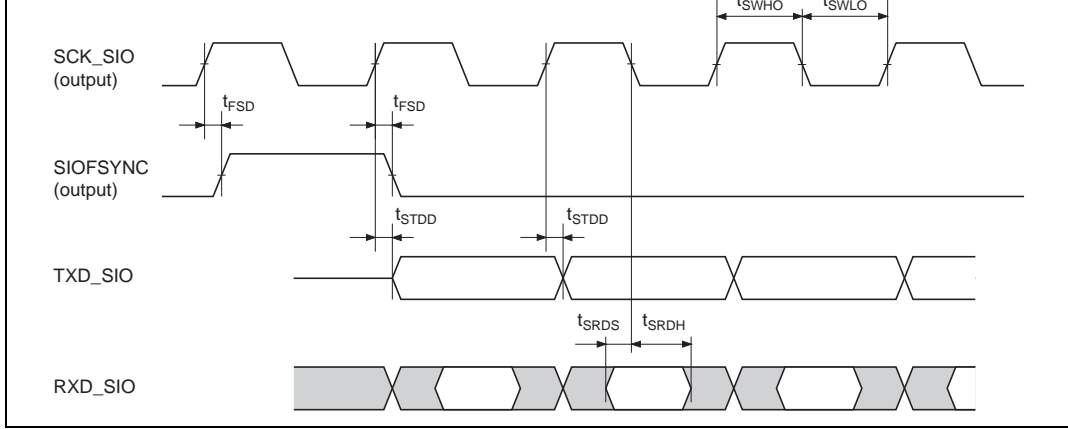 tSWHO tSWLO
SCK_SIO
(output)
tFSD tFSD
SIOFSYNC
(output)
tSTDD tSTDD
TXD_SIO
tSRDS tSRDH
RXD_SIO